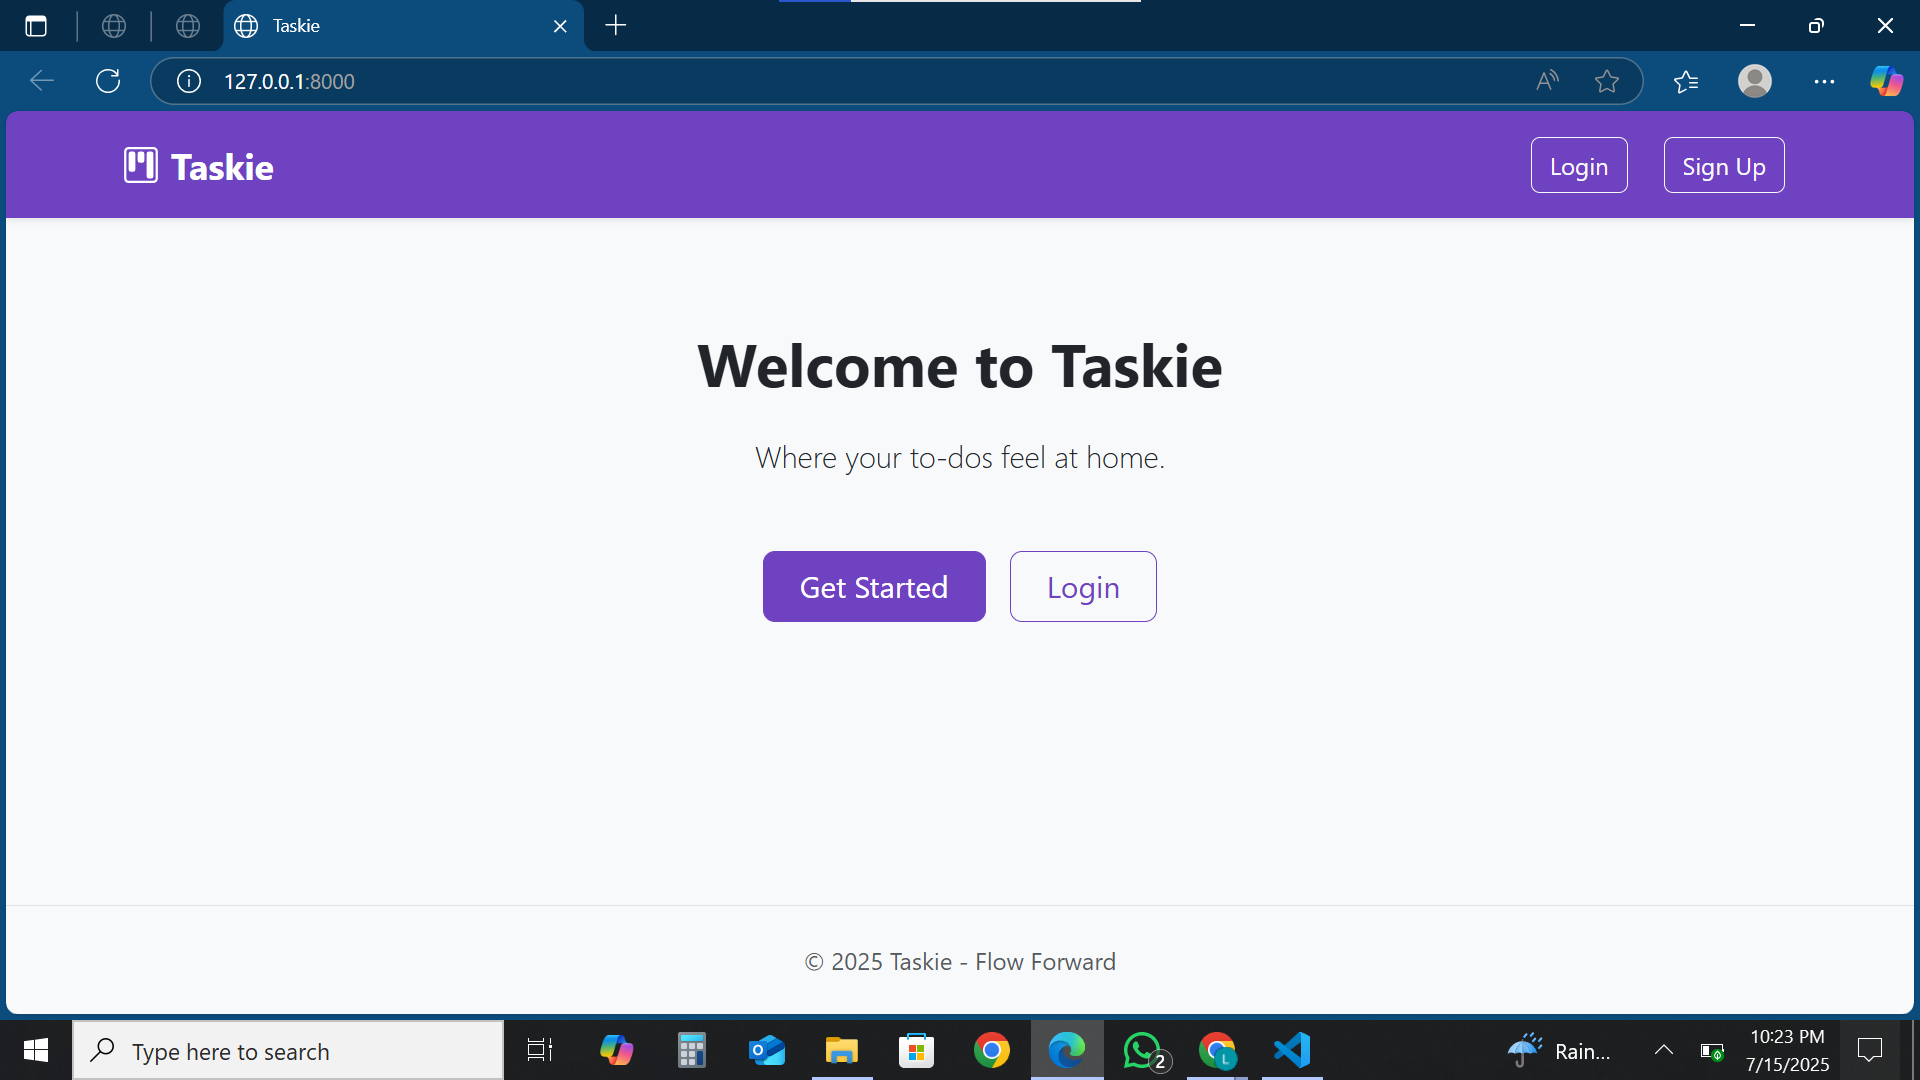 Taskie
127.0.0.1:8000
Taskie
Login
Sign Up
Welcome to Taskie
Where your to-dos feel at home.
Get Started
Login
© 2025 Taskie - Flow Forward
Type here to search
2
L
Rain...
10:23 PM
7/15/2025